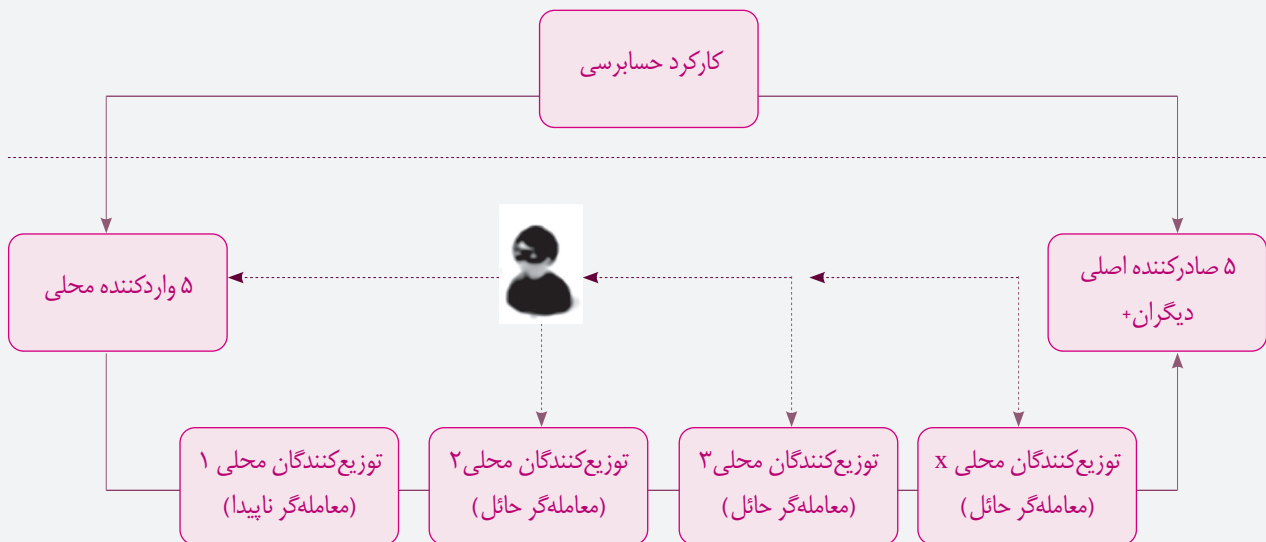 کارکرد حسابرسی
۵ صادرکننده اصلی
دیگران+
۵ واردکننده محلی
توزیع‌کنندگان محلی x
(معامله‌گر حائل)
توزیع‌کنندگان محلی۳
(معامله‌گر حائل)
توزیع‌کنندگان محلی۲
(معامله‌گر حائل)
توزیع‌کنندگان محلی ۱
(معامله‌گر ناپیدا)